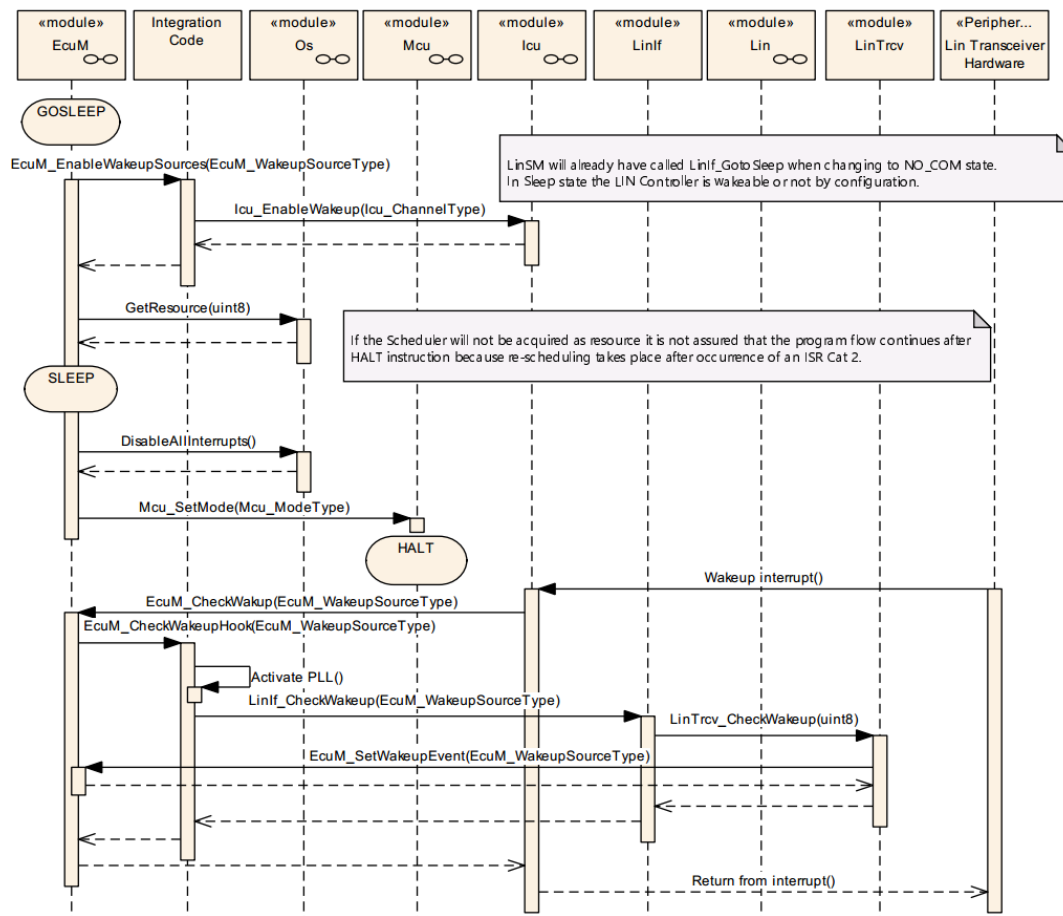 «module»
EcuM
Integration
Code
«module»
Os
«module»
Mcu
«module»
Icu
«module»
LinIf
«module»
Lin
«module»
LinTrcv
«Peripher...
Lin Transceiver
Hardware
GOSLEEP
EcuM_EnableWakeupSources(EcuM_WakeupSourceType)
LinSM will already have called LinIf_GotoSleep when changing to NO_COM state.
In Sleep state the LIN Controller is wakeable or not by configuration.
Icu_EnableWakeup(Icu_ChannelType)
GetResource(uint8)
If the Scheduler will not be acquired as resource it is not assured that the program flow continues after
HALT instruction because re-scheduling takes place after occurrence of an ISR Cat 2.
SLEEP
DisableAllInterrupts()
Mcu_SetMode(Mcu_ModeType)
HALT
Wakeup interrupt()
EcuM_CheckWakup(EcuM_WakeupSourceType)
EcuM_CheckWakeupHook(EcuM_WakeupSourceType)
Activate PLL()
LinIf_CheckWakeup(EcuM_WakeupSourceType)
LinTrcv_CheckWakeup(uint8)
EcuM_SetWakeupEvent(EcuM_WakeupSourceType)
Return from interrupt()